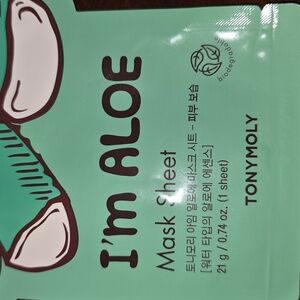 I'm ALOE
Mask Sheet
토니모리 아임 알로에 마스크 시트 - 피부 보습
[워터 타입의 알로에 에센스]
21 g / 0.74 oz. (1 sheet)
TONYMOLY
biodegradable